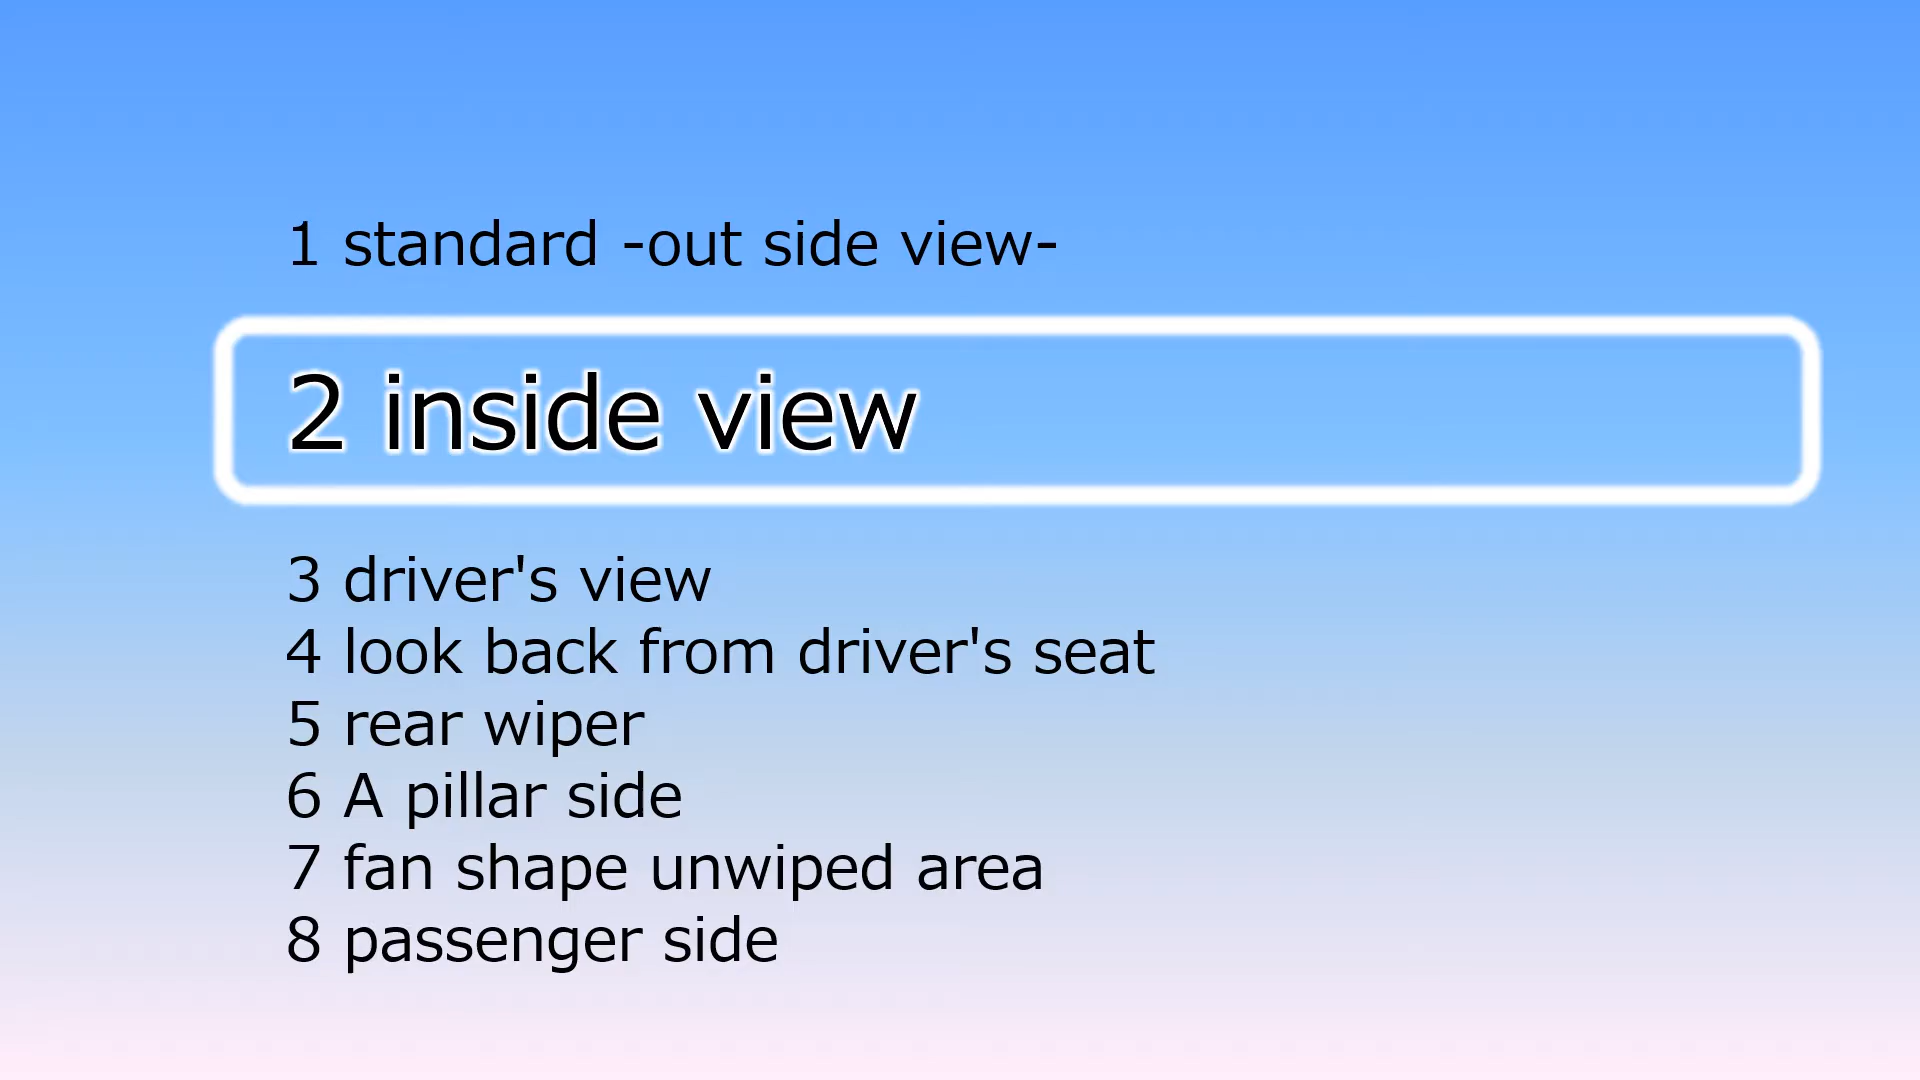 1 standard -out side view-
2 inside view
3 driver's view
4 look back from driver's seat
5 rear wiper
6 A pillar side
7 fan shape unwiped area
8 passenger side